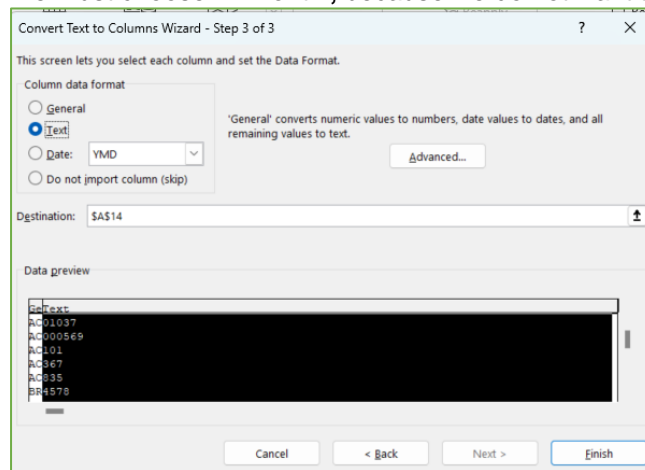 Convert Text to Columns Wizard - Step 3 of 3 ? ×
This screen lets you select each column and set the Data Format.
Column data format
General
Text
Date: YMD
Do not import column (skip)
'General' converts numeric values to numbers, date values to dates, and all
remaining values to text.
Advanced...
Destination: $A$14
Data preview
GeText
AC01037
AC000569
AC101
AC367
AC835
BR4578
Cancel < Back Next > Finish